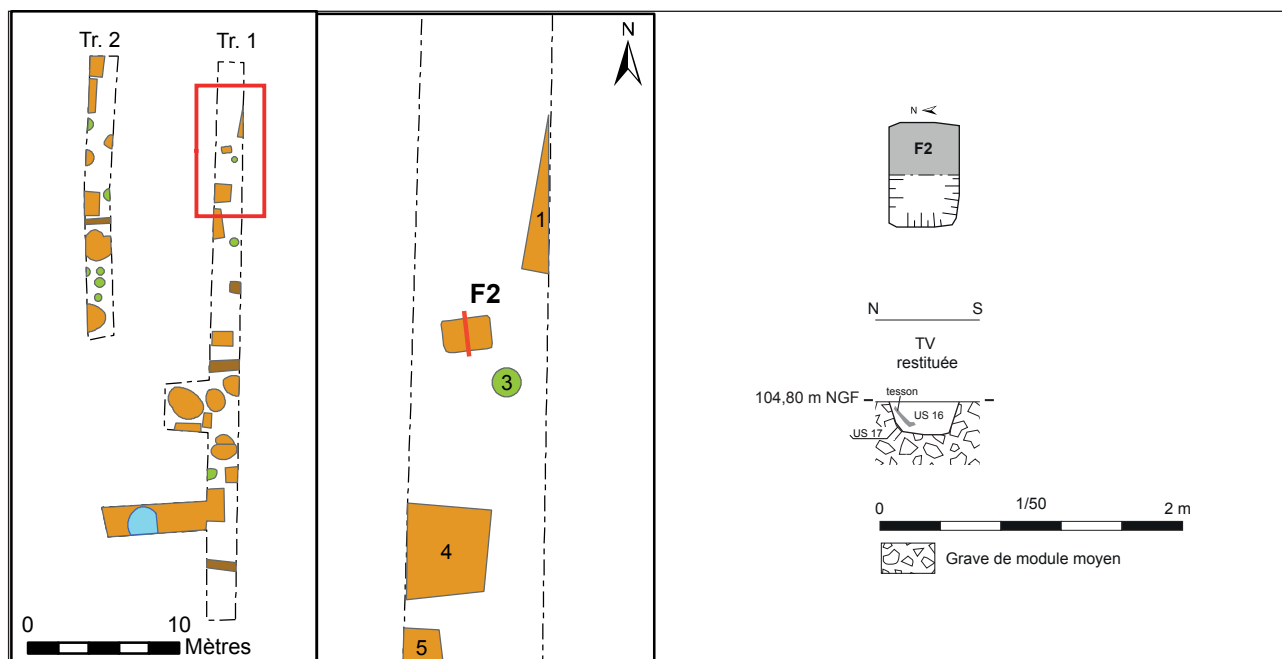 Tr. 2
Tr. 1
0
10
Mètres
N
1
F2
3
4
5
N
F2
N
S
TV
restituée
104,80 m NGF
tesson
US 16
US 17
0
1/50
2 m
Grave de module moyen